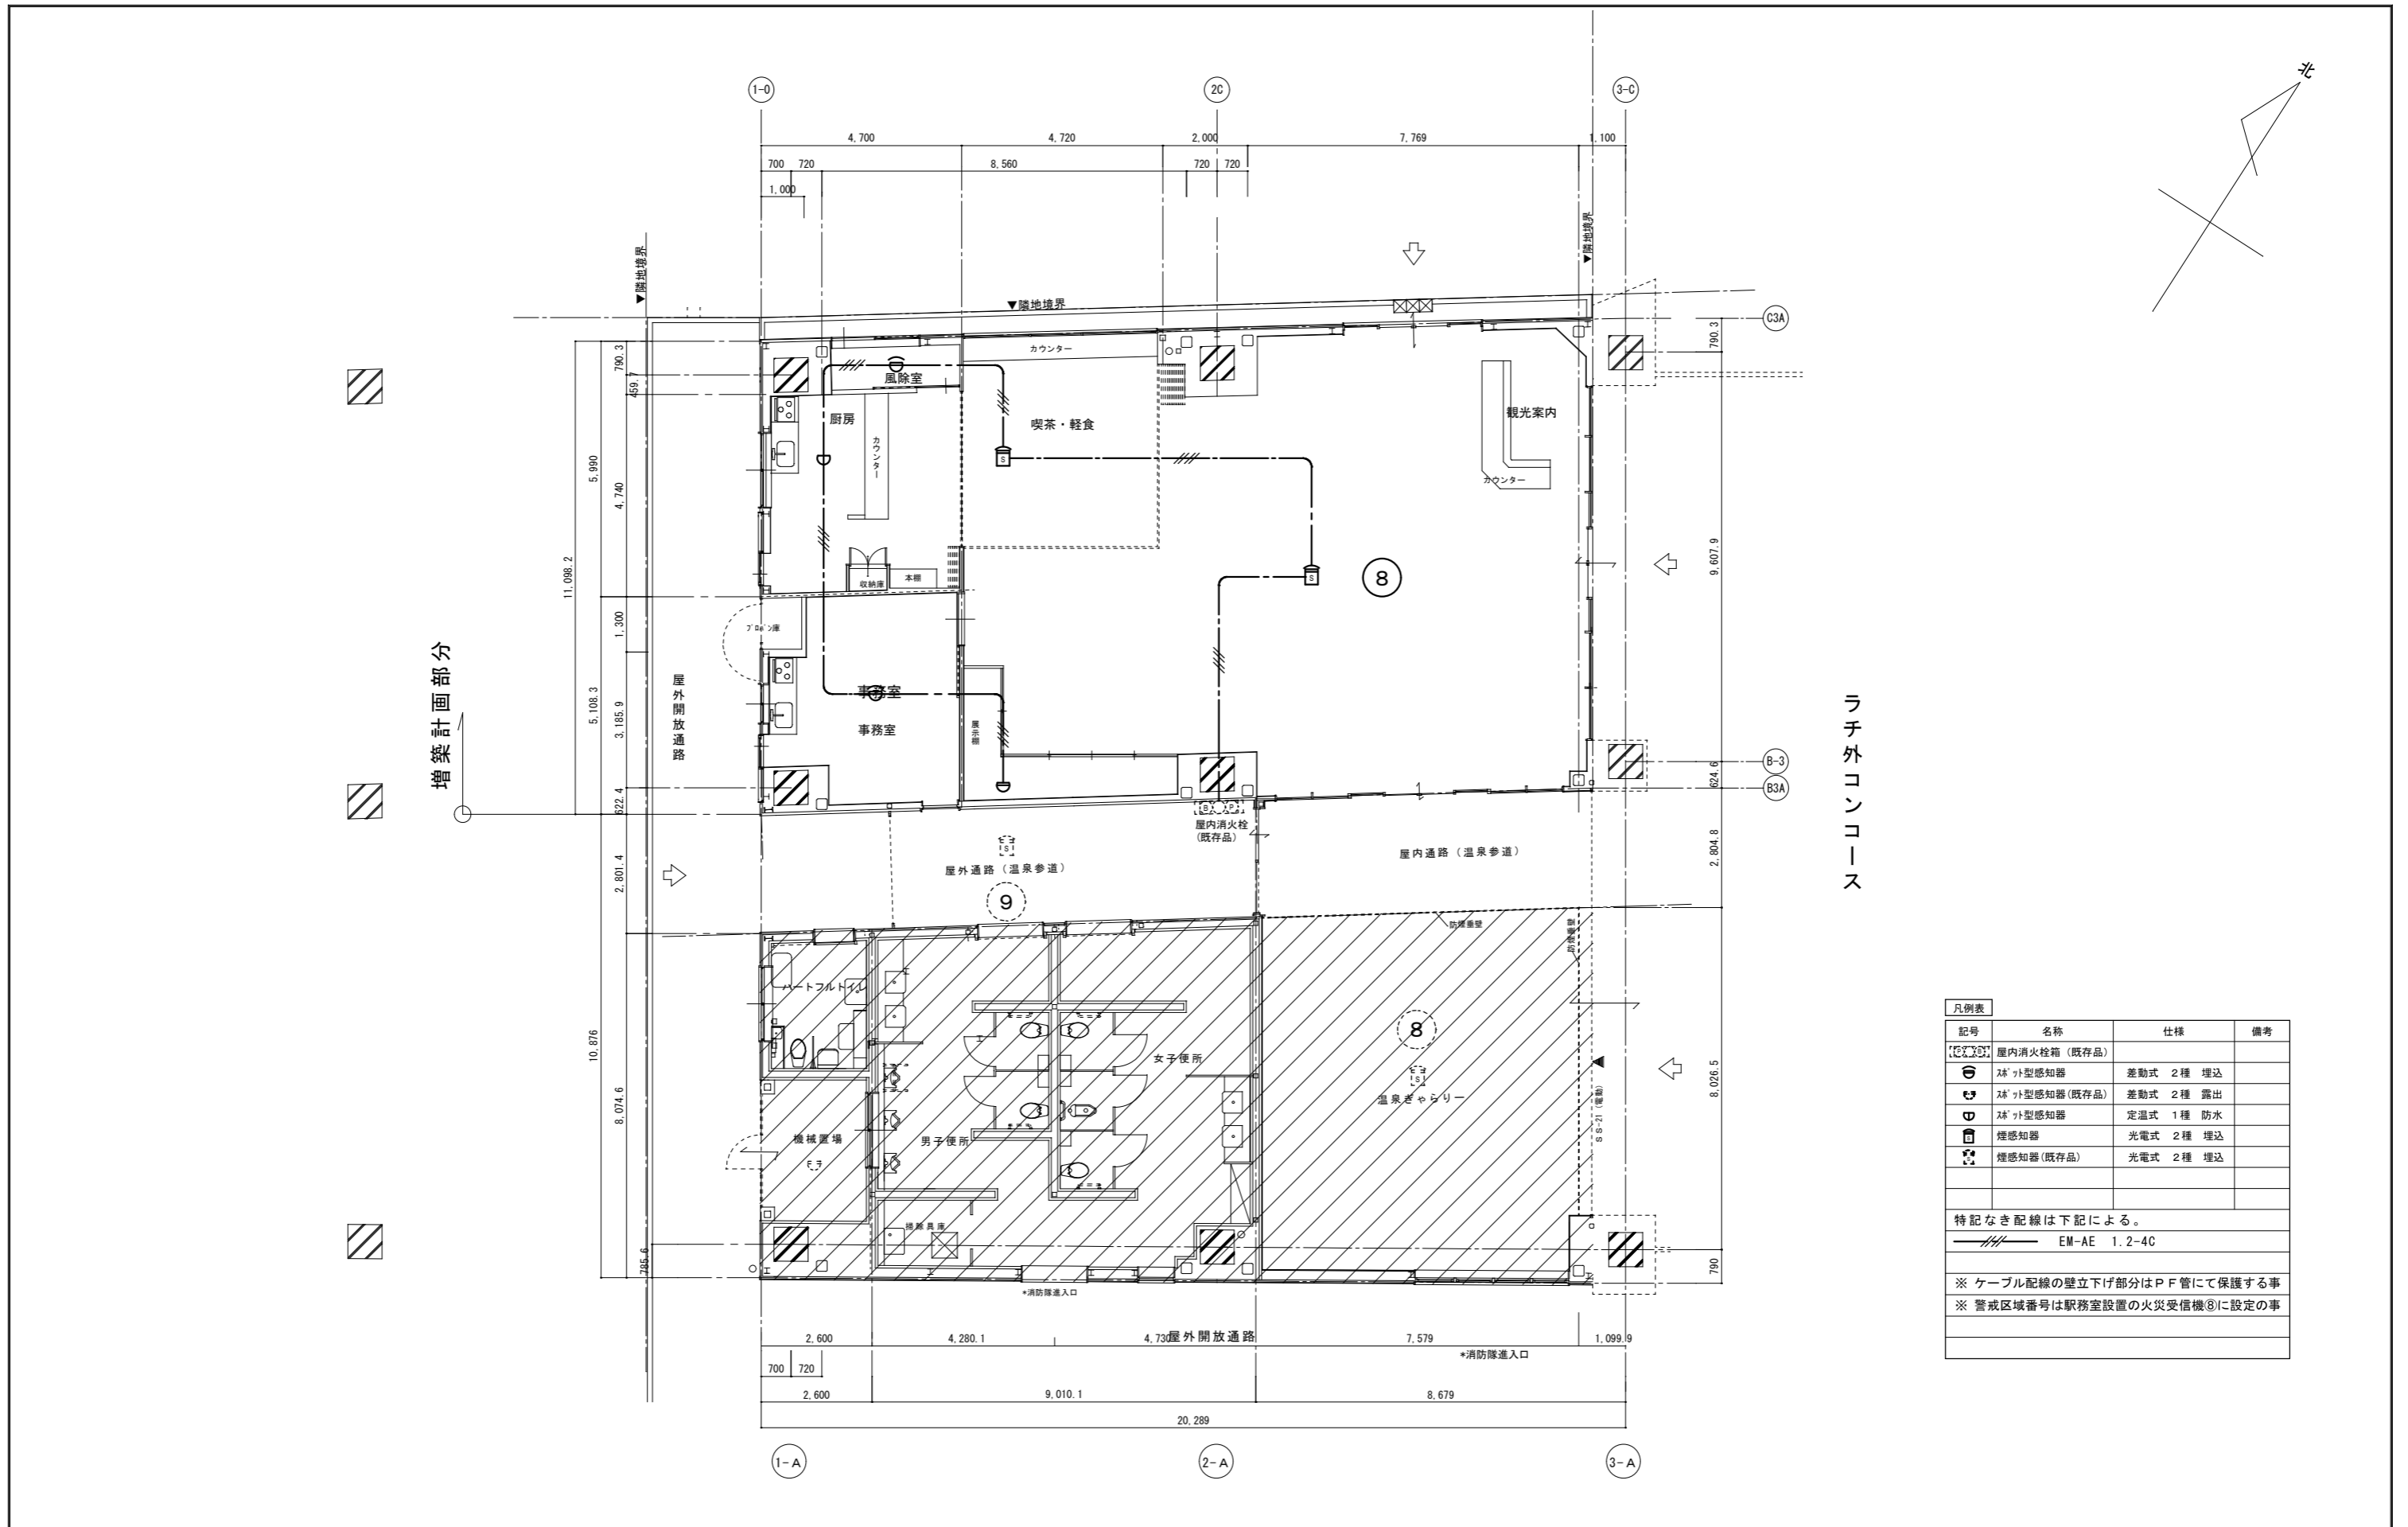 北
1-0
2C
3-C
4,700
4,720
2,000
7,769
1,100
700
720
8,560
720
720
1,000
▼隣地境界
▼隣地境界
▼隣地境界
C3A
790.3
459.7
790.3
カウンター
風除室
厨房
カウンター
喫茶・軽食
観光案内
カウンター
S
S
5,990
4,740
11,098.2
9,607.9
8
収納庫
本棚
1,300
プロパン庫
増築計画部分
屋外開放通路
5,108.3
3,185.9
事務室
事務室
展示棚
ラチ外コンコース
B-3
B3A
624.6
622.4
B
P
屋内消火栓
(既存品)
S
屋外通路（温泉参道）
屋内通路（温泉参道）
2,801.4
2,804.8
9
防煙垂壁
防煙垂壁
ハートフルトイレ
8
S
温泉ぎゃらりー
女子便所
男子便所
機械置場
掃除具庫
SS-21（電動）
10,876
8,074.6
8,026.5
785.6
790
*消防隊進入口
屋外開放通路
*消防隊進入口
2,600
4,280.1
4,730
7,579
1,099.9
700
720
2,600
9,010.1
8,679
20,289
1-A
2-A
3-A
凡例表
記号 名称 仕様 備考
屋内消火栓箱（既存品）
スポット型感知器 差動式 2種 埋込
スポット型感知器(既存品) 差動式 2種 露出
スポット型感知器 定温式 1種 防水
S 煙感知器 光電式 2種 埋込
S 煙感知器(既存品) 光電式 2種 埋込
特記なき配線は下記による。
EM-AE 1.2-4C
※ ケーブル配線の壁立下げ部分はＰＦ管にて保護する事
※ 警戒区域番号は駅務室設置の火災受信機⑧に設定の事